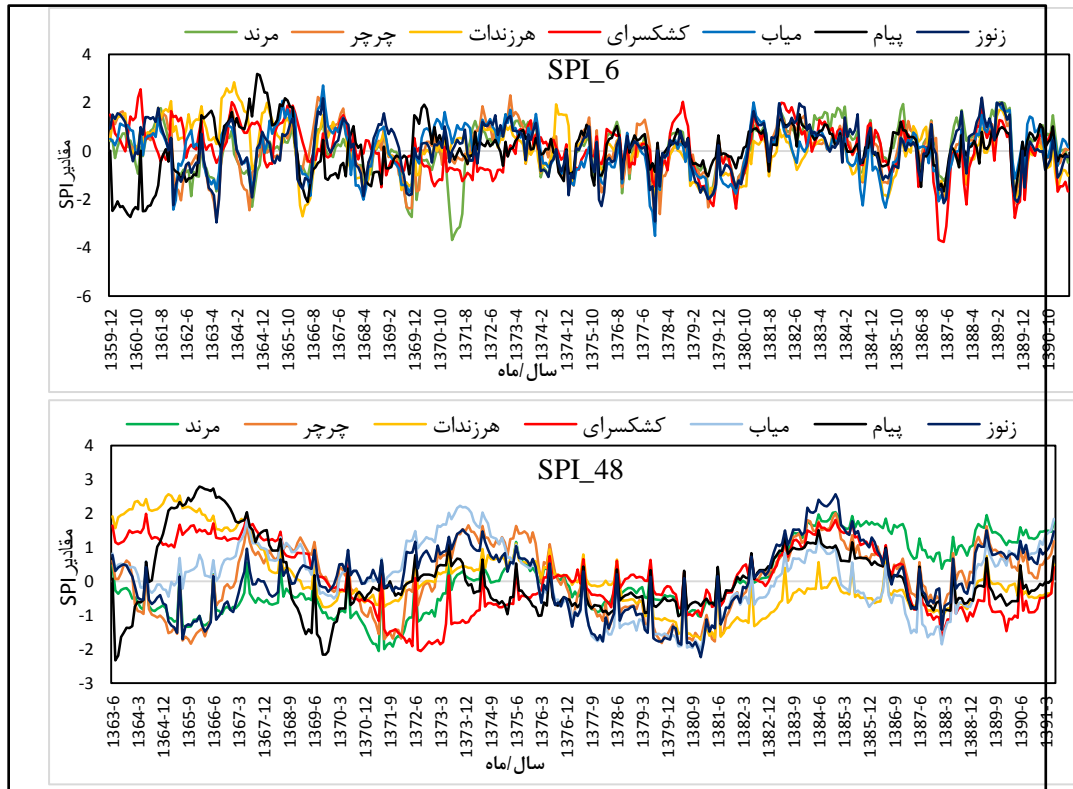 مرند چرچر هرزندات کشکسرای میاب پیام زنوز
SPI_6
4
2
0
-2
-4
-6
مقادیر SPI
1359-12 1360-10 1361-8 1362-6 1363-4 1364-2 1364-12 1365-10 1366-8 1367-6 1368-4 1369-2 1369-12 1370-10 1371-8 1372-6 1373-4 1374-2 1374-12 1375-10 1376-8 1377-6 1378-4 1379-2 1379-12 1380-10 1381-8 1382-6 1383-4 1384-2 1384-12 1385-10 1386-8 1387-6 1388-4 1389-2 1389-12 1390-10
سال/ماه
مرند چرچر هرزندات کشکسرای میاب پیام زنوز
SPI_48
4
3
2
1
0
-1
-2
-3
مقادیر SPI
1363-6 1364-3 1364-12 1365-9 1366-6 1367-3 1367-12 1368-9 1369-6 1370-3 1370-12 1371-9 1372-6 1373-3 1373-12 1374-9 1375-6 1376-3 1376-12 1377-9 1378-6 1379-3 1379-12 1380-9 1381-6 1382-3 1382-12 1383-9 1384-6 1385-3 1385-12 1386-9 1387-6 1388-3 1388-12 1389-9 1390-6 1391-3
سال/ماه